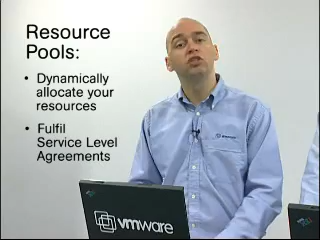 Resource
Pools:
• Dynamically
allocate your
resources
• Fulfil
Service Level
Agreements
vmware